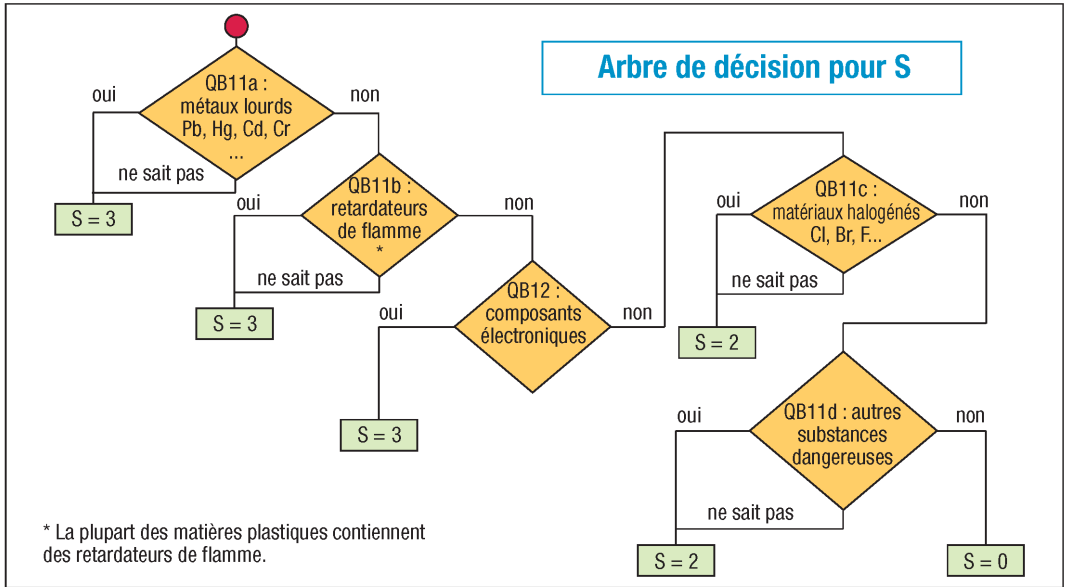 Arbre de décision pour S
QB11a :
métaux lourds
Pb, Hg, Cd, Cr
...
oui
non
ne sait pas
S = 3
QB11b :
retardateurs
de flamme
*
oui
non
ne sait pas
S = 3
QB12 :
composants
électroniques
oui
non
S = 3
QB11c :
matériaux halogénés
Cl, Br, F...
oui
non
ne sait pas
S = 2
QB11d : autres
substances
dangereuses
oui
non
ne sait pas
S = 2
S = 0
* La plupart des matières plastiques contiennent
des retardateurs de flamme.